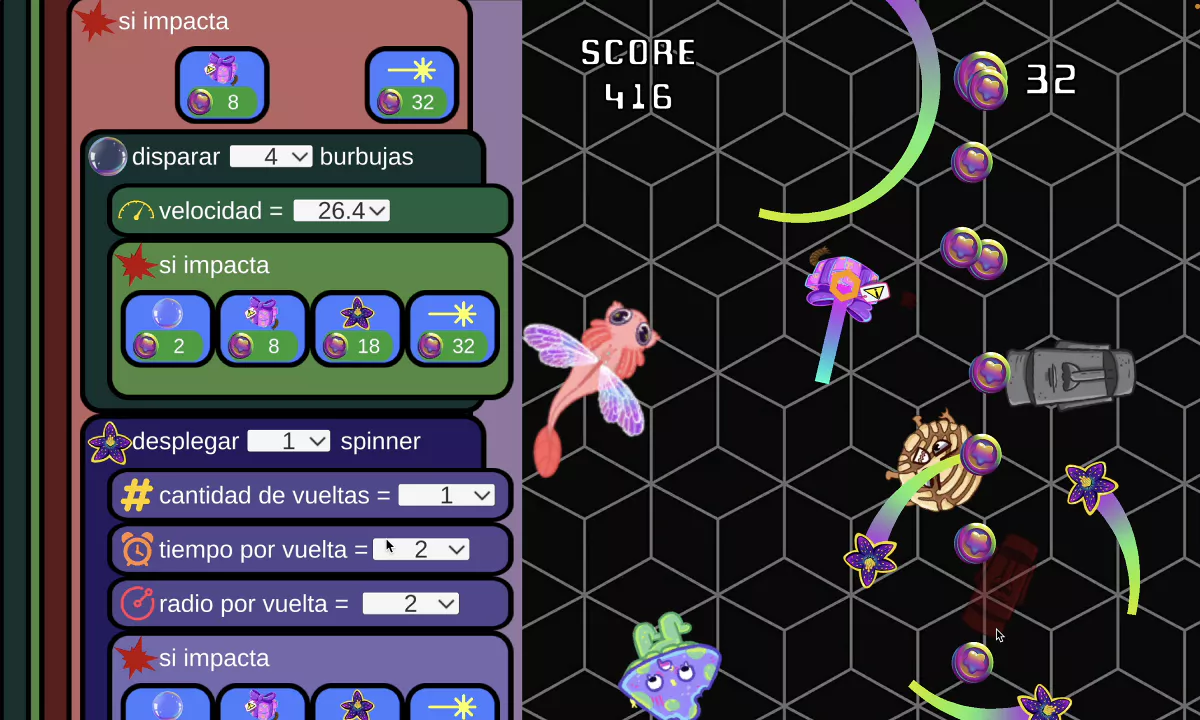 si impacta
8
32
disparar 4 burbujas
velocidad = 26.4
si impacta
2
8
18
32
desplegar 1 spinner
# cantidad de vueltas = 1
tiempo por vuelta = 2
radio por vuelta = 2
si impacta
SCORE
416
32